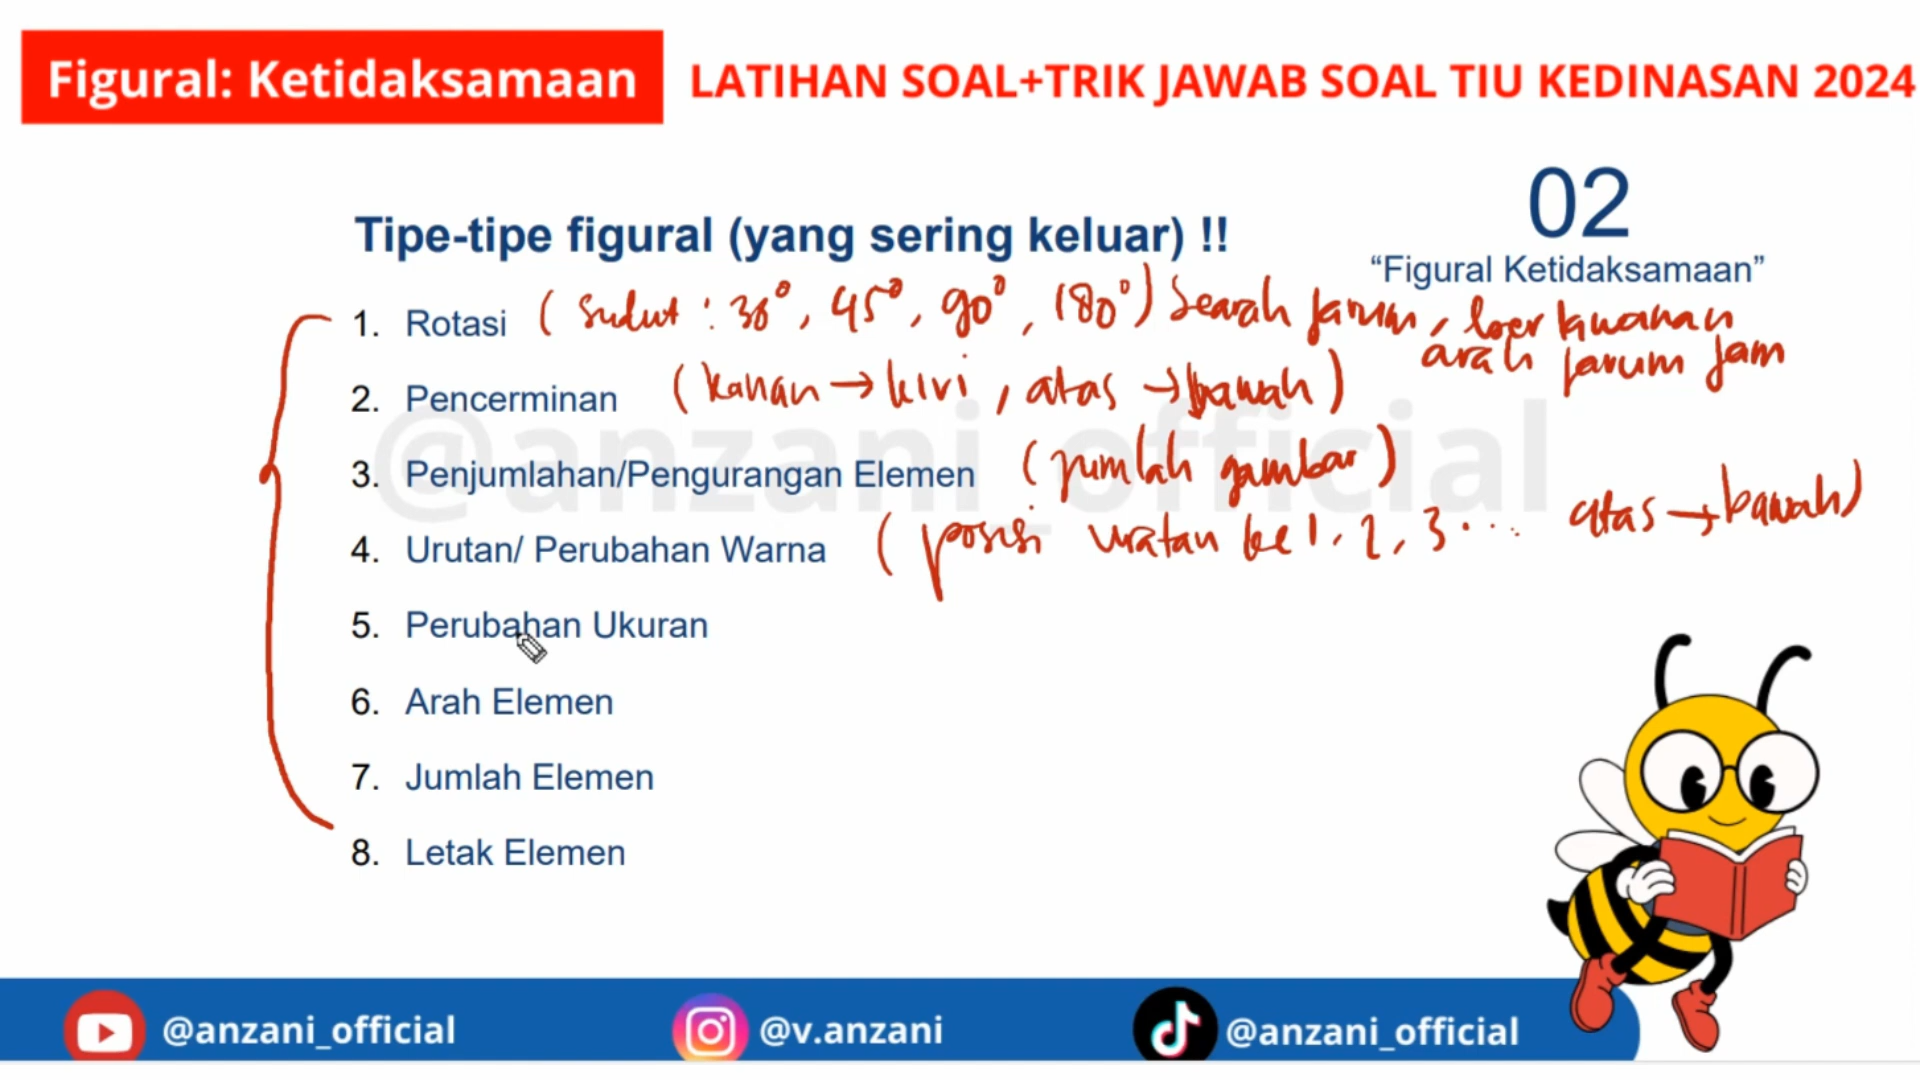 Figural: Ketidaksamaan
LATIHAN SOAL+TRIK JAWAB SOAL TIU KEDINASAN 2024
02
“Figural Ketidaksamaan”
Tipe-tipe figural (yang sering keluar) !!
1. Rotasi (sudut : 30°, 45°, 90°, 180°) Searah jarum,
arah jarum jam
2. Pencerminan (kanan → kiri, atas → bawah)
@anzani_official
3. Penjumlahan/Pengurangan Elemen (jumlah gambar)
4. Urutan/ Perubahan Warna (posisi urutan ke 1, 2, 3 ... atas → bawah)
5. Perubahan Ukuran
6. Arah Elemen
7. Jumlah Elemen
8. Letak Elemen
@anzani_official
@v.anzani
@anzani_official